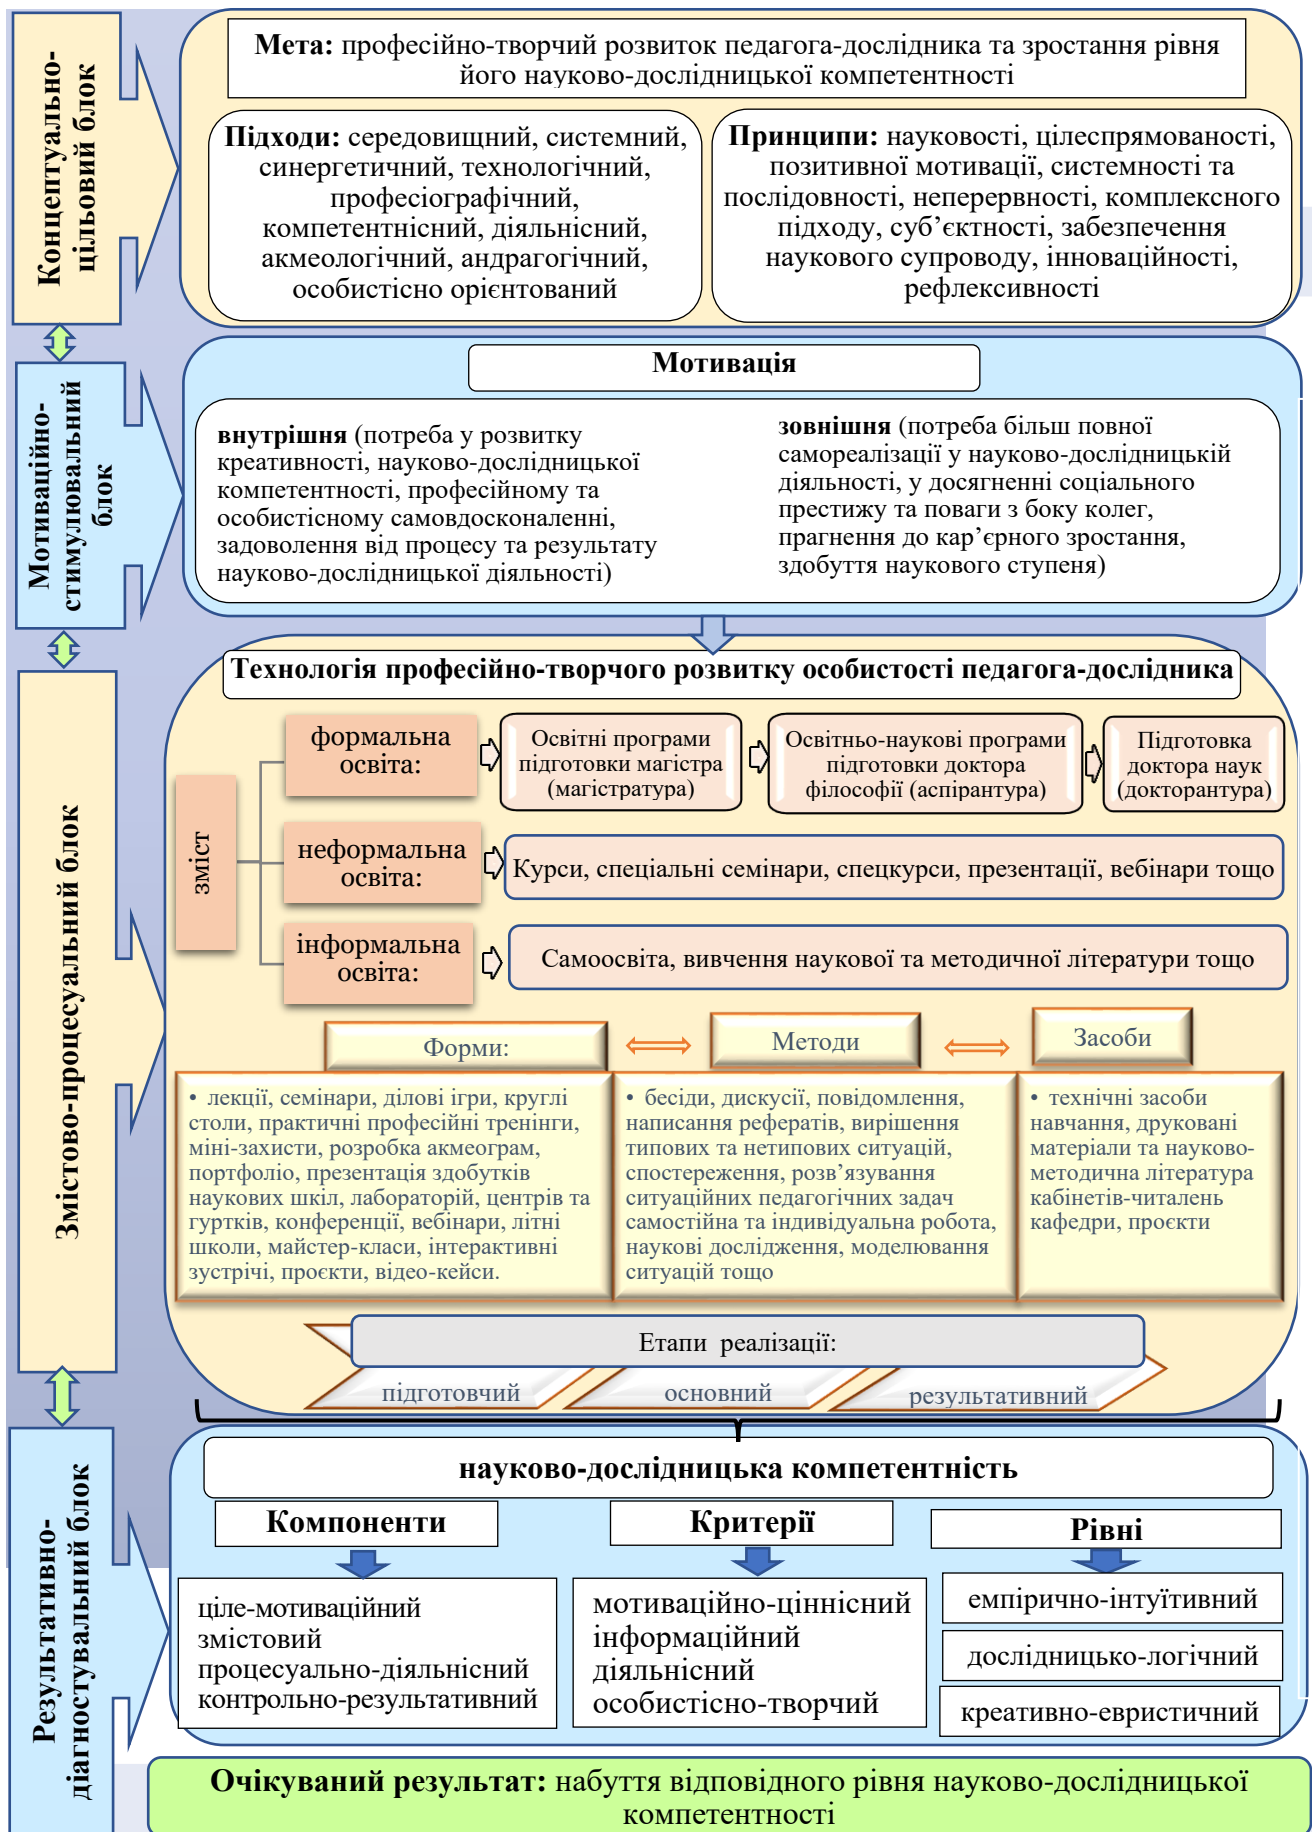 Концептуально-
цільовий блок
Мета: професійно-творчий розвиток педагога-дослідника та зростання рівня
його науково-дослідницької компетентності
Підходи: середовищний, системний,
синергетичний, технологічний,
професіографічний,
компетентнісний, діяльнісний,
акмеологічний, андрагогічний,
особистісно орієнтований
Принципи: науковості, цілеспрямованості,
позитивної мотивації, системності та
послідовності, неперервності, комплексного
підходу, суб’єктності, забезпечення
наукового супроводу, інноваційності,
рефлексивності
Мотиваційно-
стимулювальний
блок
Мотивація
внутрішня (потреба у розвитку
креативності, науково-дослідницької
компетентності, професійному та
особистісному самовдосконаленні,
задоволення від процесу та результату
науково-дослідницької діяльності)
зовнішня (потреба більш повної
самореалізації у науково-дослідницькій
діяльності, у досягненні соціального
престижу та поваги з боку колег,
прагнення до кар’єрного зростання,
здобуття наукового ступеня)
Змістово-процесуальний блок
Технологія професійно-творчого розвитку особистості педагога-дослідника
зміст
формальна
освіта:
Освітні програми
підготовки магістра
(магістратура)
Освітньо-наукові програми
підготовки доктора
філософії (аспірантура)
Підготовка
доктора наук
(докторантура)
неформальна
освіта:
Курси, спеціальні семінари, спецкурси, презентації, вебінари тощо
інформальна
освіта:
Самоосвіта, вивчення наукової та методичної літератури тощо
Форми:
Методи
Засоби
• лекції, семінари, ділові ігри, круглі
столи, практичні професійні тренінги,
міні-захисти, розробка акмеограм,
портфоліо, презентація здобутків
наукових шкіл, лабораторій, центрів та
гуртків, конференції, вебінари, літні
школи, майстер-класи, інтерактивні
зустрічі, проєкти, відео-кейси.
• бесіди, дискусії, повідомлення,
написання рефератів, вирішення
типових та нетипових ситуацій,
спостереження, розв’язування
ситуаційних педагогічних задач
самостійна та індивідуальна робота,
наукові дослідження, моделювання
ситуацій тощо
• технічні засоби
навчання, друковані
матеріали та науково-
методична література
кабінетів-читалень
кафедри, проєкти
Етапи реалізації:
підготовчий
основний
результативний
Результативно-
діагностувальний блок
науково-дослідницька компетентність
Компоненти
Критерії
Рівні
ціле-мотиваційний
змістовий
процесуально-діяльнісний
контрольно-результативний
мотиваційно-ціннісний
інформаційний
діяльнісний
особистісно-творчий
емпірично-інтуїтивний
дослідницько-логічний
креативно-евристичний
Очікуваний результат: набуття відповідного рівня науково-дослідницької
компетентності